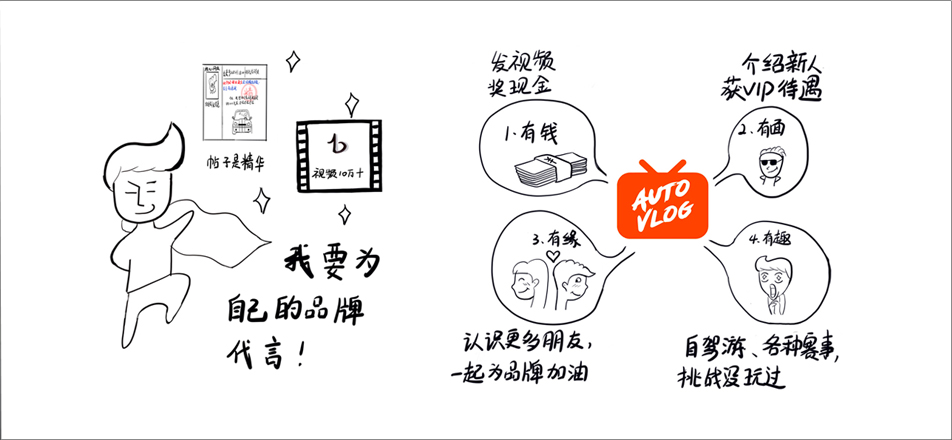 帖子是精华
视频10万+
我要为
自己的品牌
代言！
发视频
奖现金
1.有钱
介绍新人
获VIP待遇
2.有面
AUTO
VLOG
3.有缘
认识更多朋友，
一起为品牌加油
4.有趣
自驾游、各种赛事，
挑战没玩过